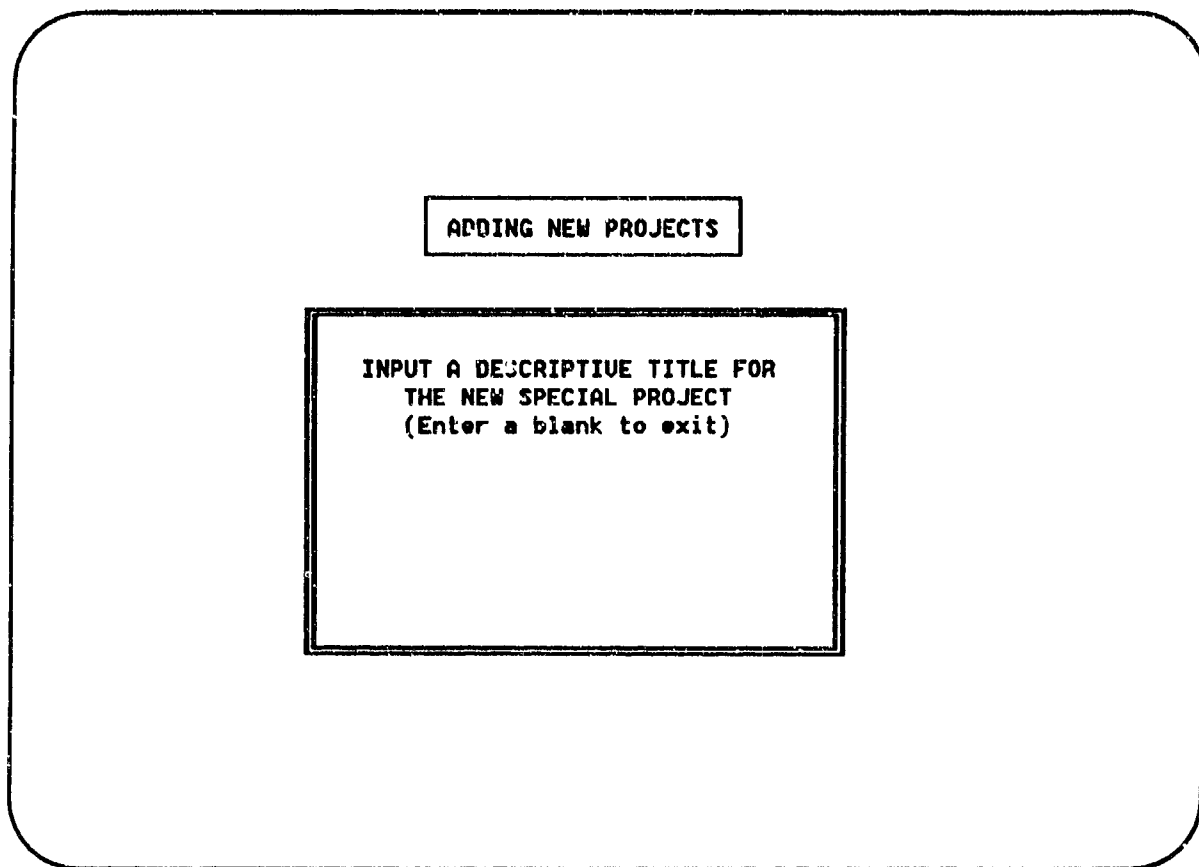 ADDING NEW PROJECTS
INPUT A DESCRIPTIVE TITLE FOR
THE NEW SPECIAL PROJECT
(Enter a blank to exit)